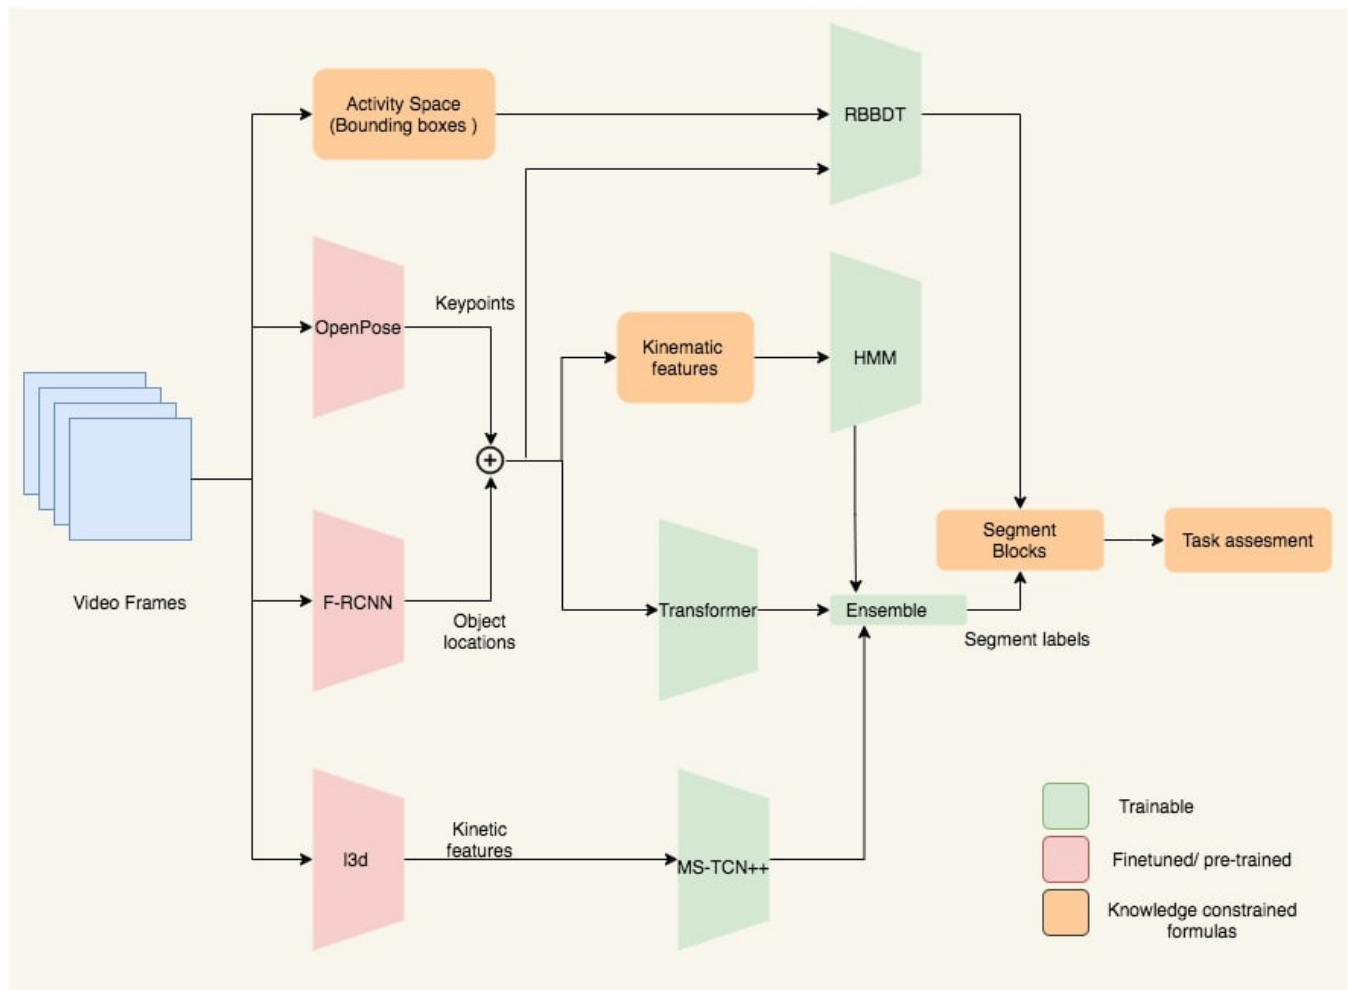 Activity Space
(Bounding boxes )
RBBDT
OpenPose
Keypoints
Kinematic
features
HMM
Video Frames
F-RCNN
Object
locations
Transformer
Ensemble
Segment labels
Segment
Blocks
Task assesment
I3d
Kinetic
features
MS-TCN++
Trainable
Finetuned/ pre-trained
Knowledge constrained
formulas